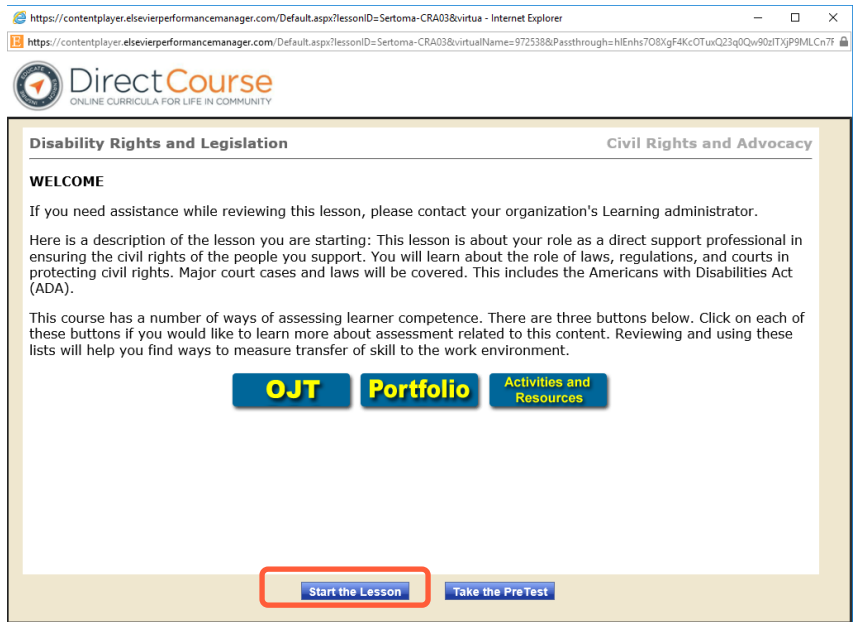 https://contentplayer.elsevierperformancemanager.com/Default.aspx?lessonID=Sertoma-CRA03&virtua - Internet Explorer
https://contentplayer.elsevierperformancemanager.com/Default.aspx?lessonID=Sertoma-CRA03&virtualName=972538&Passthrough=
EDUCATE
DirectCourse
ONLINE CURRICULA FOR LIFE IN COMMUNITY
Disability Rights and Legislation
Civil Rights and Advocacy
WELCOME
If you need assistance while reviewing this lesson, please contact your organization's Learning administrator.
Here is a description of the lesson you are starting: This lesson is about your role as a direct support professional in
ensuring the civil rights of the people you support. You will learn about the role of laws, regulations, and courts in
protecting civil rights. Major court cases and laws will be covered. This includes the Americans with Disabilities Act
(ADA).
This course has a number of ways of assessing learner competence. There are three buttons below. Click on each of
these buttons if you would like to learn more about assessment related to this content. Reviewing and using these
lists will help you find ways to measure transfer of skill to the work environment.
OJT
Portfolio
Activities and
Resources
Start the Lesson
Take the PreTest